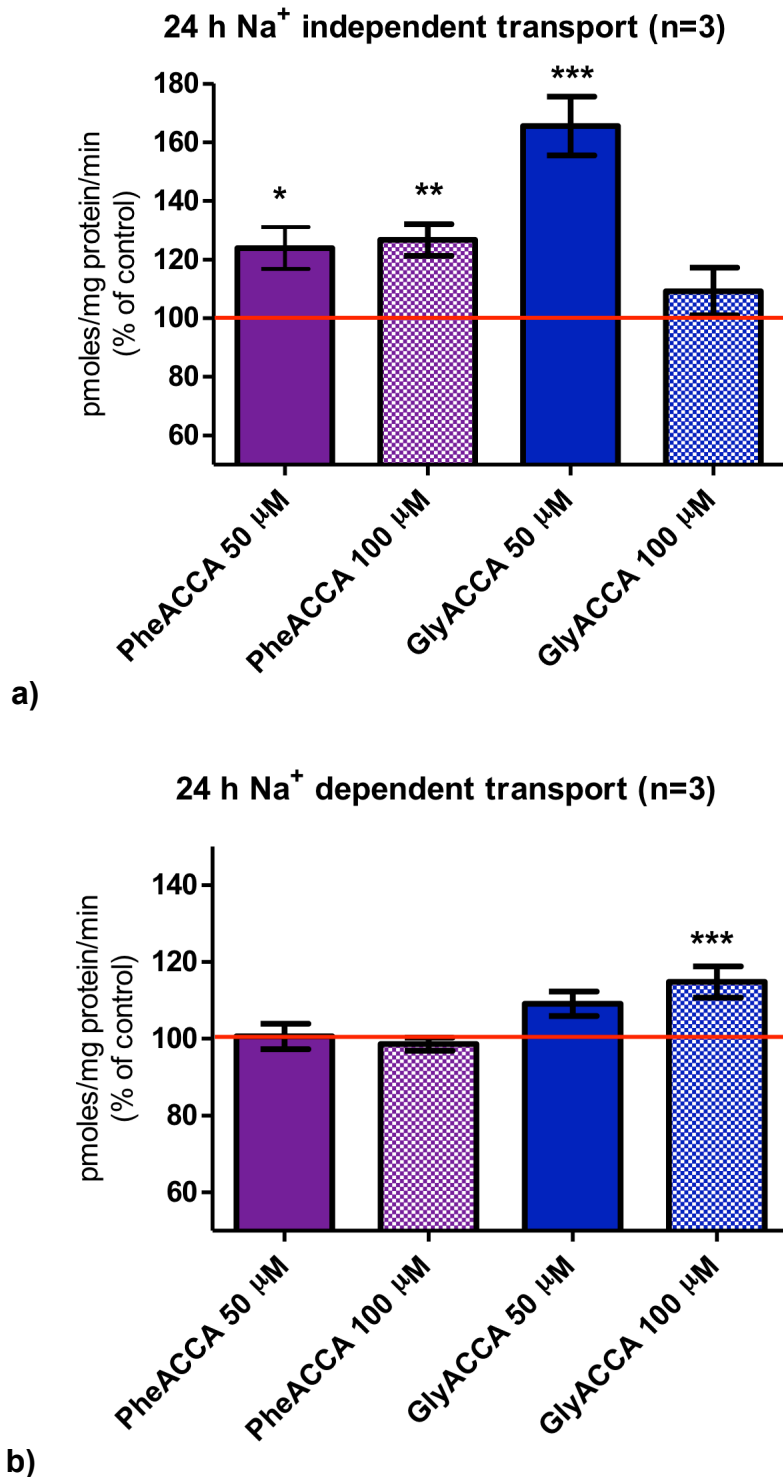 24 h Na⁺ independent transport (n=3)
pmoles/mg protein/min
(% of control)
180
160
140
120
100
80
60
*
**
***
PheACCA 50 μM
PheACCA 100 μM
GlyACCA 50 μM
GlyACCA 100 μM
a)
24 h Na⁺ dependent transport (n=3)
pmoles/mg protein/min
(% of control)
140
120
100
80
60
***
PheACCA 50 μM
PheACCA 100 μM
GlyACCA 50 μM
GlyACCA 100 μM
b)